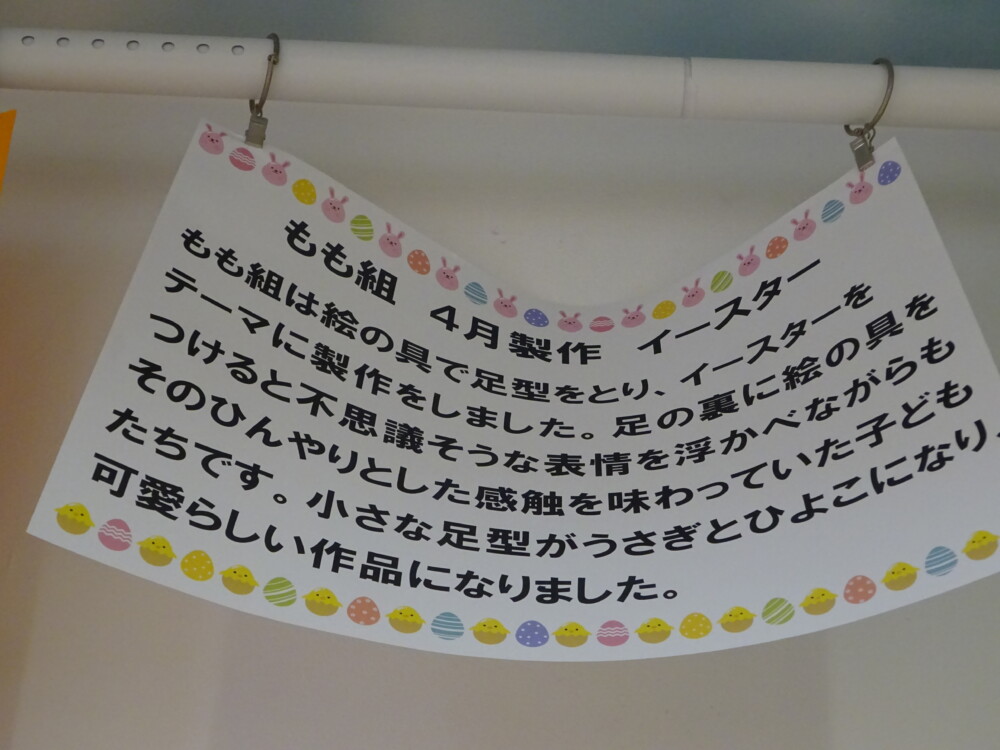 もも組　4月製作　イースター
もも組は絵の具で足型をとり、イースターを
テーマに製作をしました。足の裏に絵の具を
つけると不思議そうな表情を浮かべながらも
そのひんやりとした感触を味わっていた子ども
たちです。小さな足型がうさぎとひよこになり、
可愛らしい作品になりました。